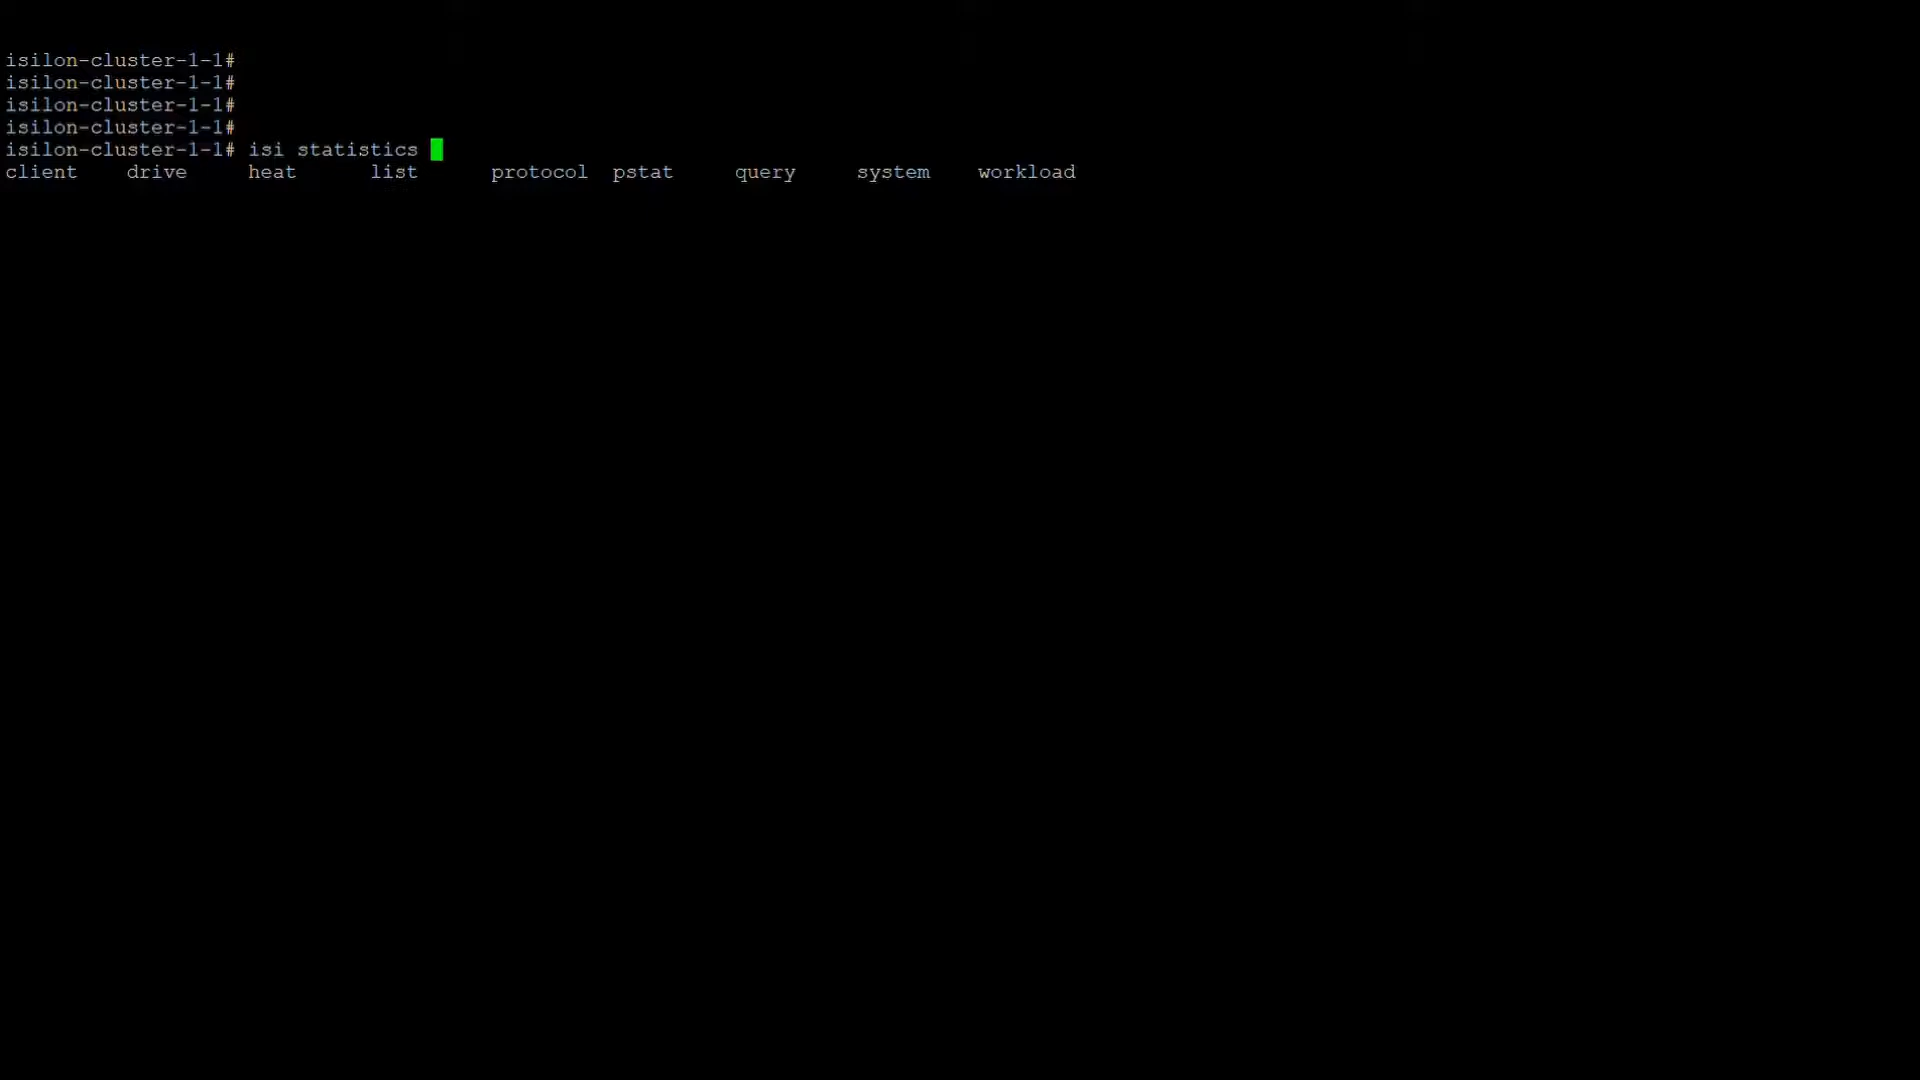 isilon-cluster-1-1#
isilon-cluster-1-1#
isilon-cluster-1-1#
isilon-cluster-1-1#
isilon-cluster-1-1# isi statistics
client    drive     heat      list      protocol  pstat     query     system    workload